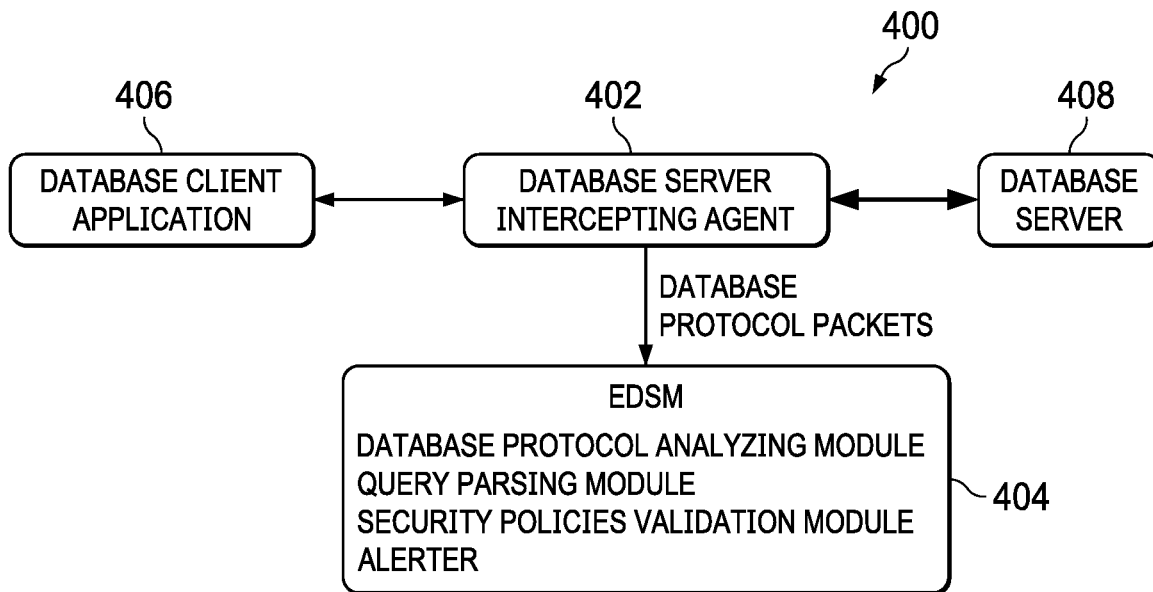 400
406
402
408
DATABASE CLIENT
APPLICATION
DATABASE SERVER
INTERCEPTING AGENT
DATABASE
SERVER
DATABASE
PROTOCOL PACKETS
EDSM
DATABASE PROTOCOL ANALYZING MODULE
QUERY PARSING MODULE
SECURITY POLICIES VALIDATION MODULE
ALERTER
404